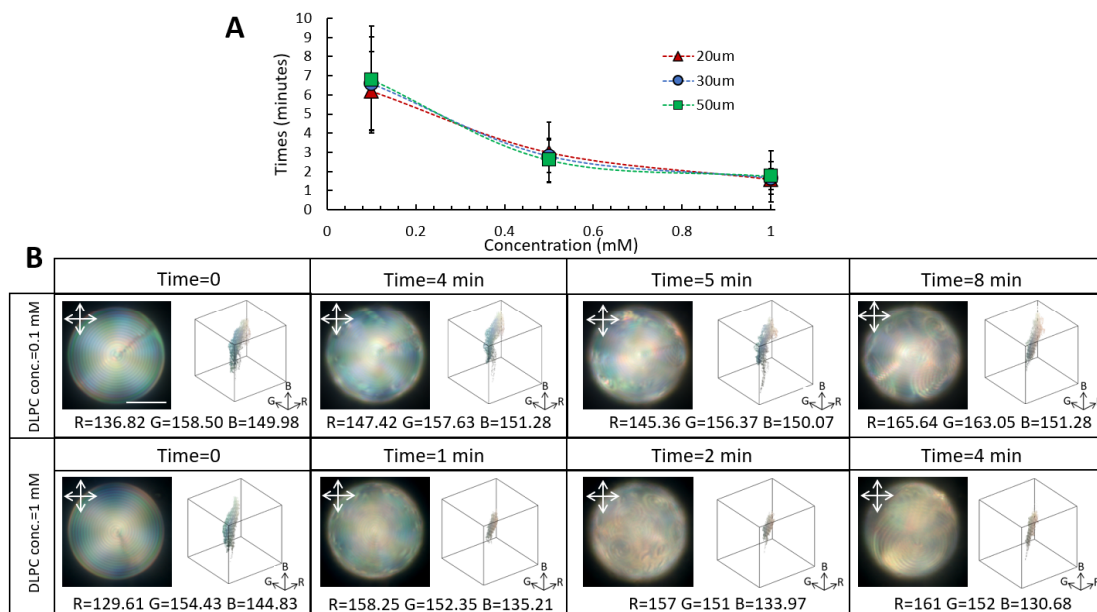 A
10
9
8
7
6
5
4
3
2
1
0
Times (minutes)
0 0.2 0.4 0.6 0.8 1
Concentration (mM)
20um
30um
50um
B
Time=0 Time=4 min Time=5 min Time=8 min
DLPC conc.=0.1 mM
B G R B G R B G R B G R
R=136.82 G=158.50 B=149.98 R=147.42 G=157.63 B=151.28 R=145.36 G=156.37 B=150.07 R=165.64 G=163.05 B=151.28
Time=0 Time=1 min Time=2 min Time=4 min
DLPC conc.=1 mM
B G R B G R B G R B G R
R=129.61 G=154.43 B=144.83 R=158.25 G=152.35 B=135.21 R=157 G=151 B=133.97 R=161 G=152 B=130.68